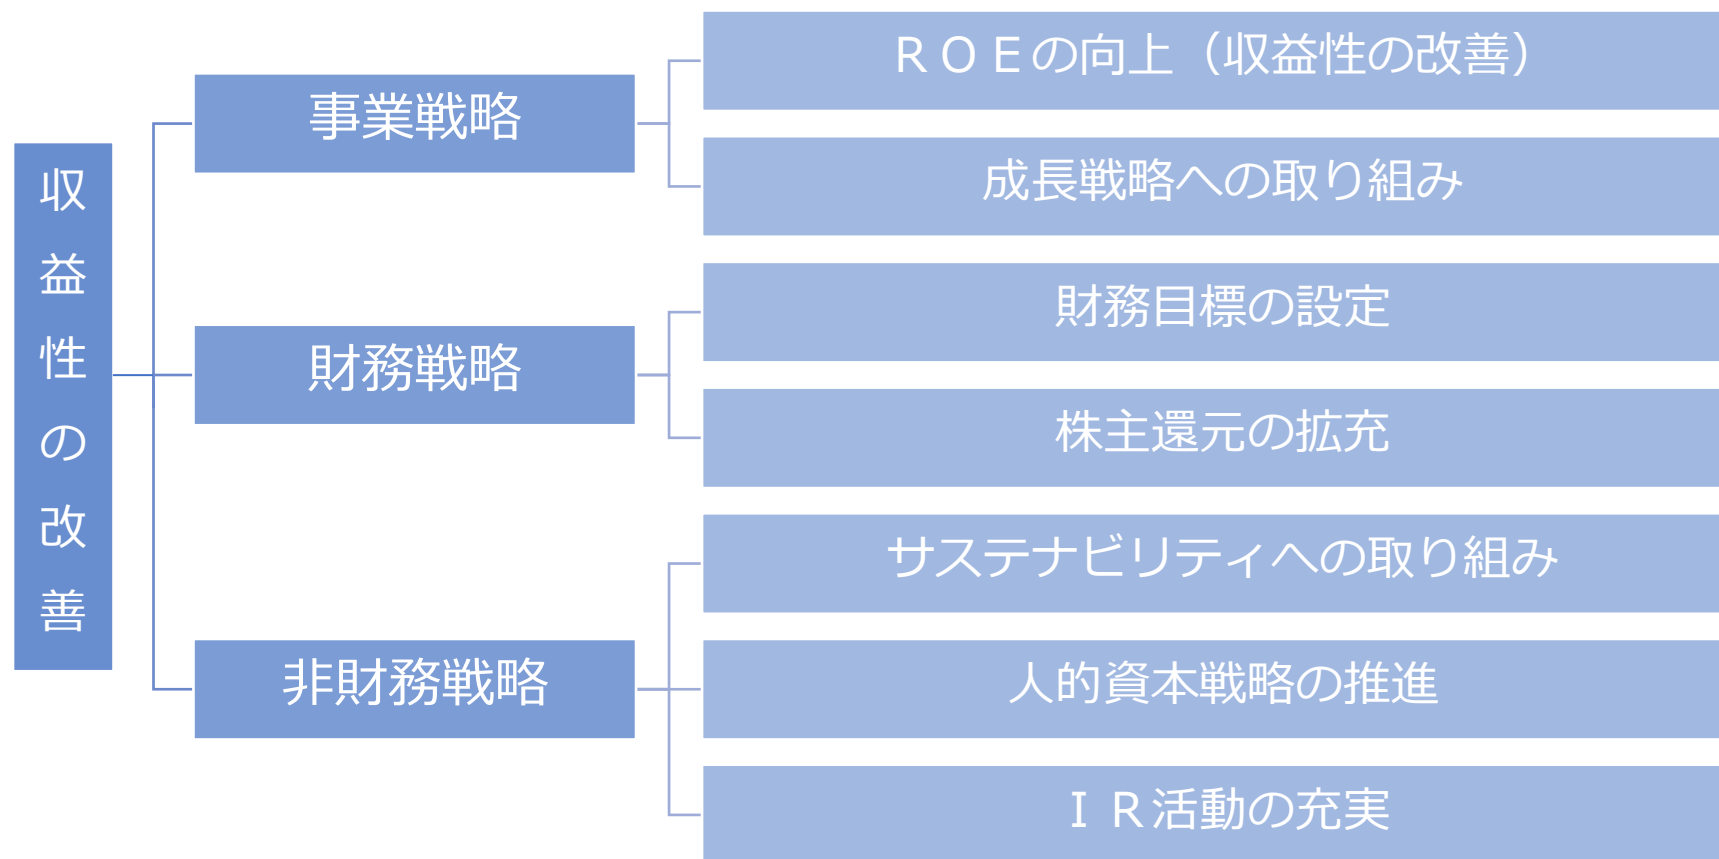 収益性の改善
事業戦略
ＲＯＥの向上（収益性の改善）
成長戦略への取り組み
財務戦略
財務目標の設定
株主還元の拡充
非財務戦略
サステナビリティへの取り組み
人的資本戦略の推進
ＩＲ活動の充実